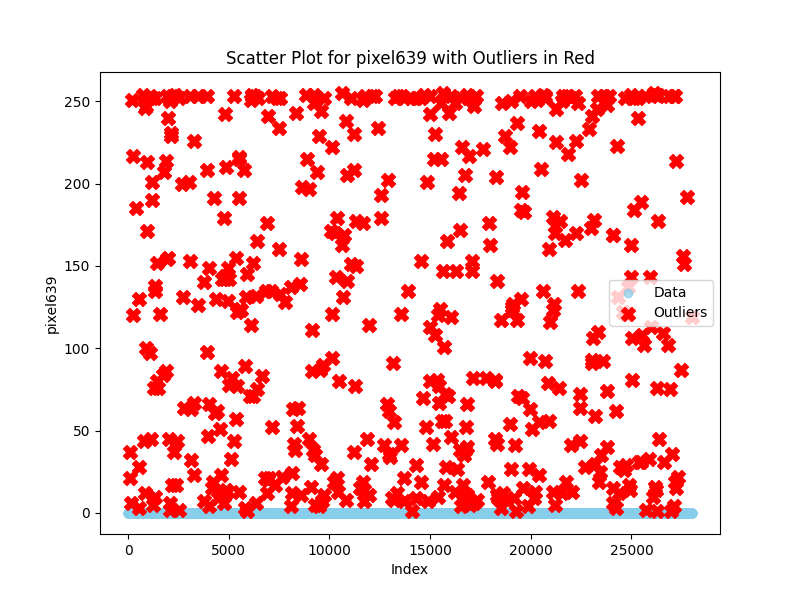 Scatter Plot for pixel639 with Outliers in Red
250
200
150
100
50
0
pixel639
Data
Outliers
0
5000
10000
15000
20000
25000
Index